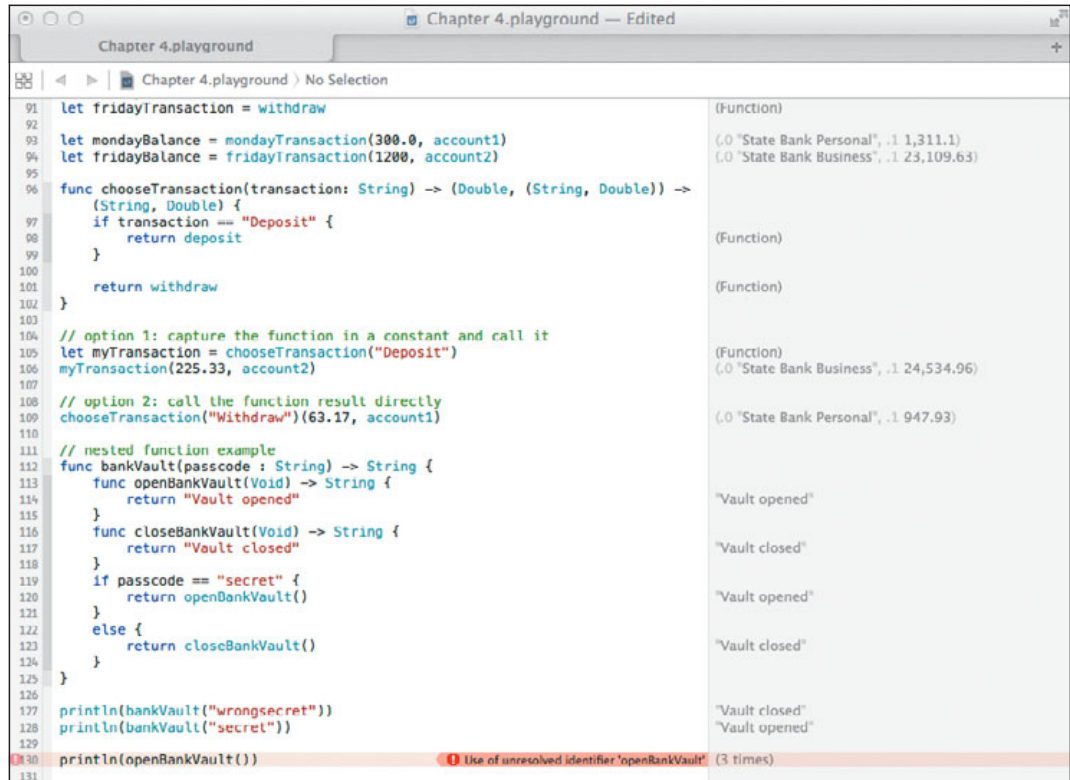 Chapter 4.playground — Edited
Chapter 4.playground
+
Chapter 4.playground 〉 No Selection
91 let fridayTransaction = withdraw (Function)
92
93 let mondayBalance = mondayTransaction(300.0, account1) (.0 "State Bank Personal", .1 1,311.1)
94 let fridayBalance = fridayTransaction(1200, account2) (.0 "State Bank Business", .1 23,109.63)
95
96 func chooseTransaction(transaction: String) -> (Double, (String, Double)) ->
(String, Double) {
97 if transaction == "Deposit" {
98 return deposit (Function)
99 }
100
101 return withdraw (Function)
102 }
103
104 // option 1: capture the function in a constant and call it
105 let myTransaction = chooseTransaction("Deposit") (Function)
106 myTransaction(225.33, account2) (.0 "State Bank Business", .1 24,534.96)
107
108 // option 2: call the function result directly
109 chooseTransaction("Withdraw")(63.17, account1) (.0 "State Bank Personal", .1 947.93)
110
111 // nested function example
112 func bankVault(passcode : String) -> String {
113 func openBankVault(Void) -> String {
114 return "Vault opened" "Vault opened"
115 }
116 func closeBankVault(Void) -> String {
117 return "Vault closed" "Vault closed"
118 }
119 if passcode == "secret" {
120 return openBankVault() "Vault opened"
121 }
122 else {
123 return closeBankVault() "Vault closed"
124 }
125 }
126
127 println(bankVault("wrongsecret")) "Vault closed"
128 println(bankVault("secret")) "Vault opened"
129
130 println(openBankVault()) Use of unresolved identifier 'openBankVault' (3 times)
131